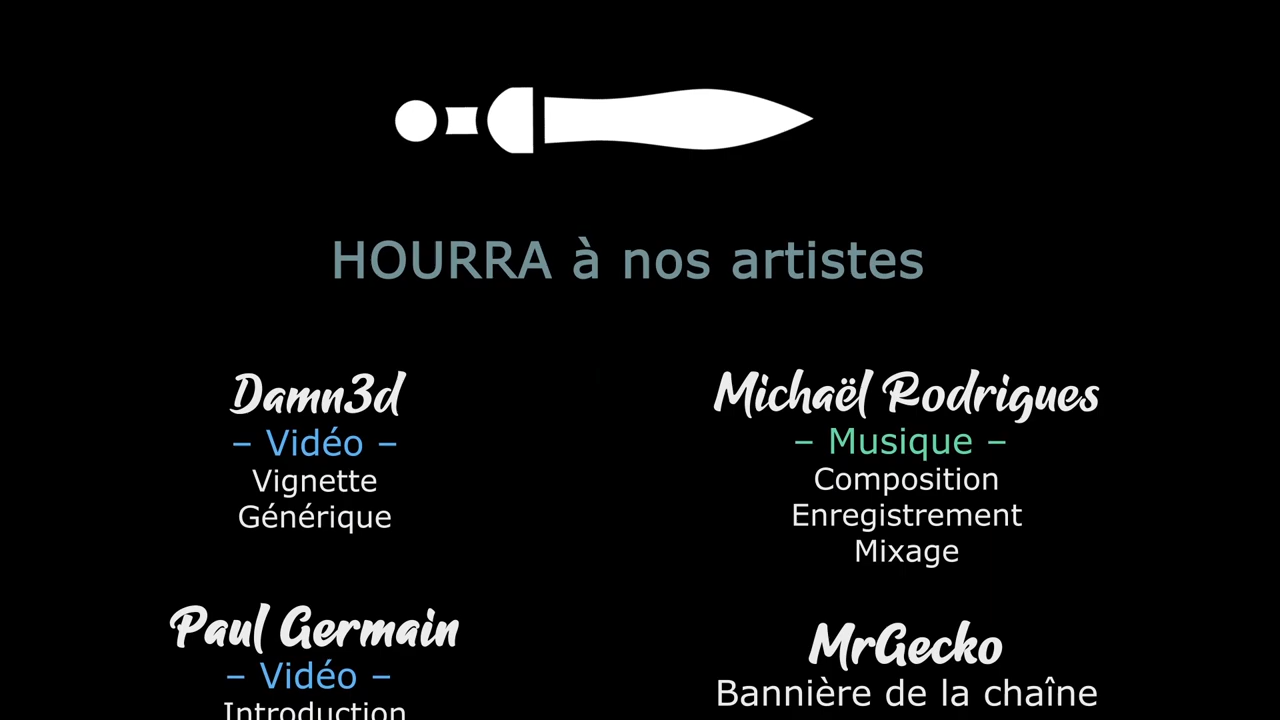 HOURRA à nos artistes
Damn3d
– Vidéo –
Vignette
Générique
Paul Germain
– Vidéo –
Introduction
Michaël Rodrigues
– Musique –
Composition
Enregistrement
Mixage
MrGecko
Bannière de la chaîne